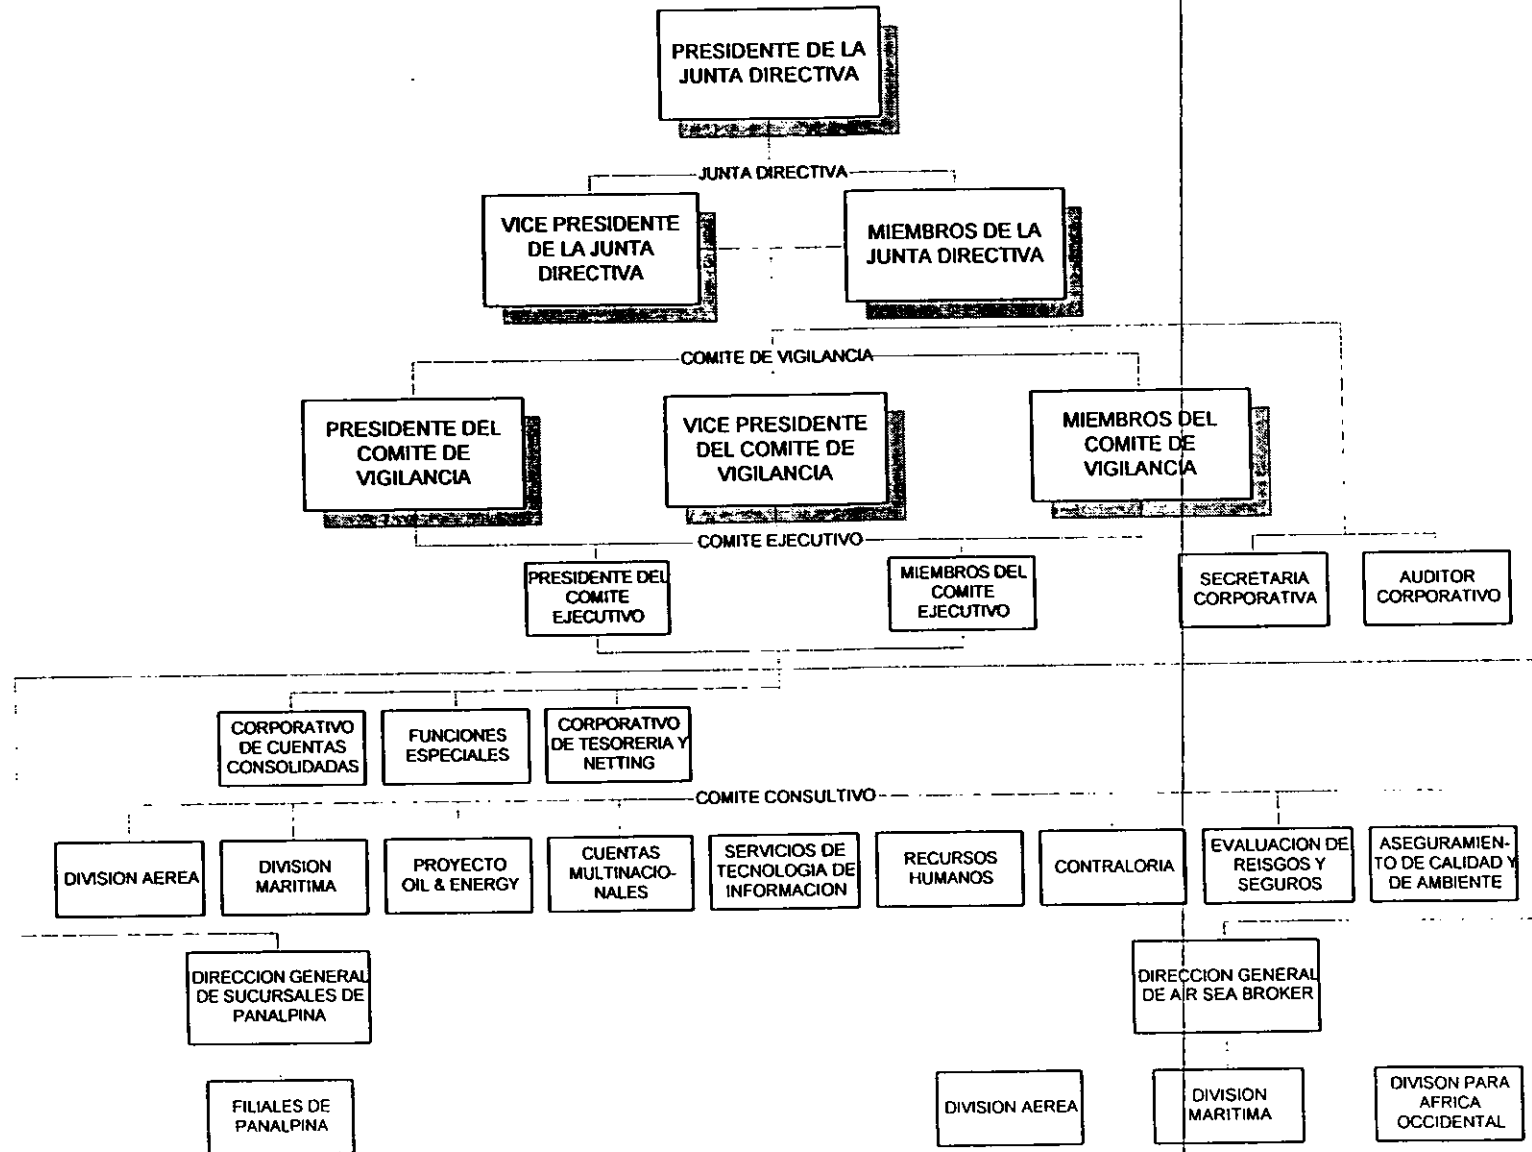 PRESIDENTE DE LA
JUNTA DIRECTIVA
JUNTA DIRECTIVA
VICE PRESIDENTE
DE LA JUNTA
DIRECTIVA
MIEMBROS DE LA
JUNTA DIRECTIVA
COMITE DE VIGILANCIA
PRESIDENTE DEL
COMITE DE
VIGILANCIA
VICE PRESIDENTE
DEL COMITE DE
VIGILANCIA
MIEMBROS DEL
COMITE DE
VIGILANCIA
COMITE EJECUTIVO
PRESIDENTE DEL
COMITE
EJECUTIVO
MIEMBROS DEL
COMITE
EJECUTIVO
SECRETARIA
CORPORATIVA
AUDITOR
CORPORATIVO
CORPORATIVO
DE CUENTAS
CONSOLIDADAS
FUNCIONES
ESPECIALES
CORPORATIVO
DE TESORERIA Y
NETTING
COMITE CONSULTIVO
DIVISION AEREA
DIVISION
MARITIMA
PROYECTO
OIL & ENERGY
CUENTAS
MULTINACIO-
NALES
SERVICIOS DE
TECNOLOGIA DE
INFORMACION
RECURSOS
HUMANOS
CONTRALORIA
EVALUACION DE
REISGOS Y
SEGUROS
ASEGURAMIEN-
TO DE CALIDAD Y
DE AMBIENTE
DIRECCION GENERAL
DE SUCURSALES DE
PANALPINA
DIRECCION GENERAL
DE AIR SEA BROKER
FILIALES DE
PANALPINA
DIVISION AEREA
DIVISION
MARITIMA
DIVISON PARA
AFRICA
OCCIDENTAL